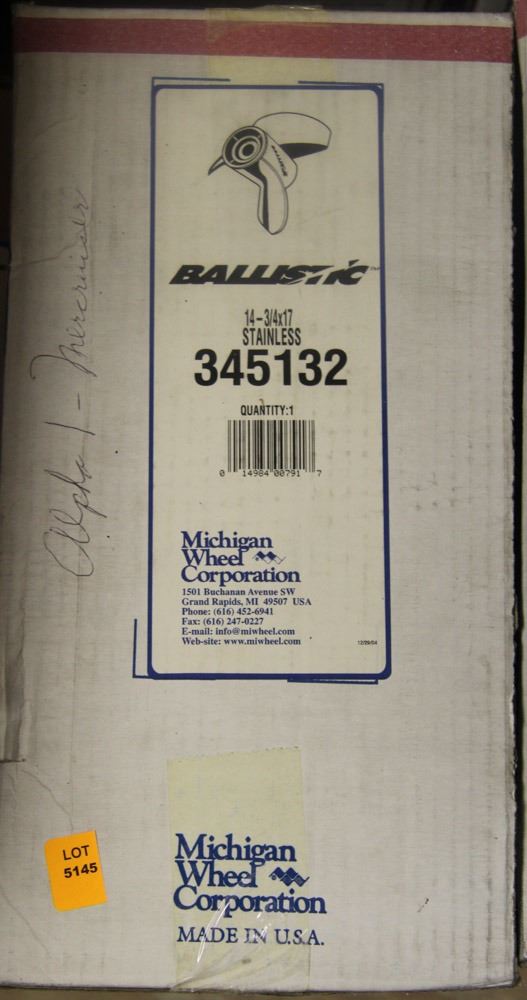 BALLISTIC™
14-3/4x17
STAINLESS
345132
QUANTITY:1
0 14984 00791 7
Michigan
Wheel
Corporation
1501 Buchanan Avenue SW
Grand Rapids, MI 49507 USA
Phone: (616) 452-6941
Fax: (616) 247-0227
E-mail: info@miwheel.com
Web-site: www.miwheel.com
12/29/04
Alpha 1 - Mercruiser
LOT
5145
Michigan
Wheel
Corporation
MADE IN U.S.A.